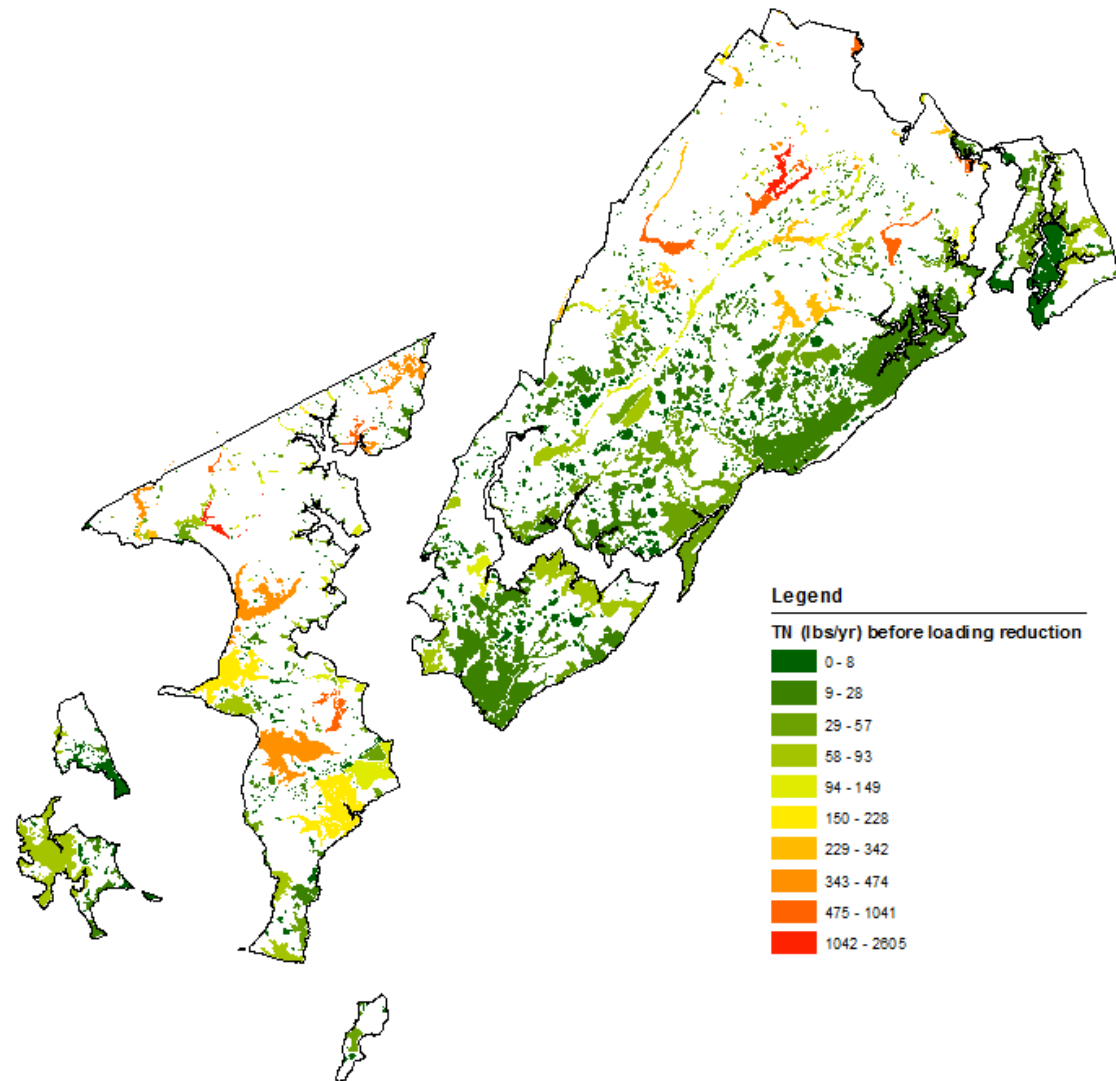 Legend
TN (lbs/yr) before loading reduction
0 - 8
9 - 28
29 - 57
58 - 93
94 - 149
150 - 228
229 - 342
343 - 474
475 - 1041
1042 - 2605